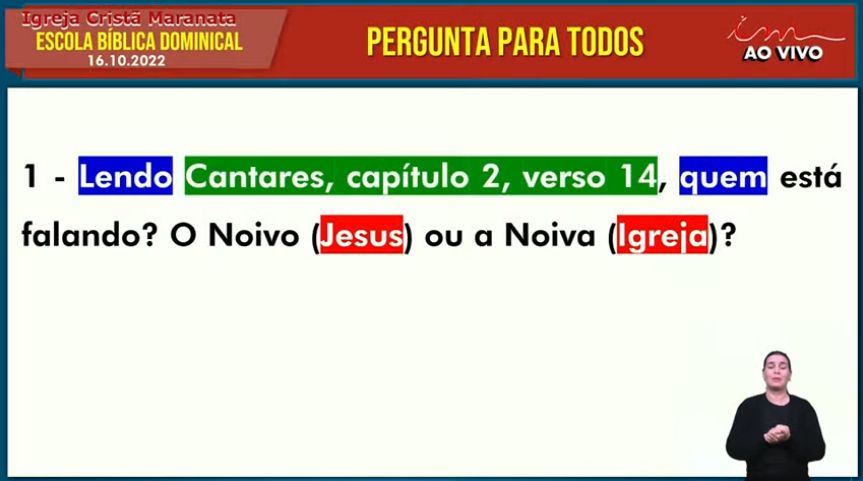 Igreja Cristã Maranata
ESCOLA BÍBLICA DOMINICAL
16.10.2022
PERGUNTA PARA TODOS
AO VIVO
1 - Lendo Cantares, capítulo 2, verso 14, quem está
falando? O Noivo (Jesus) ou a Noiva (Igreja)?